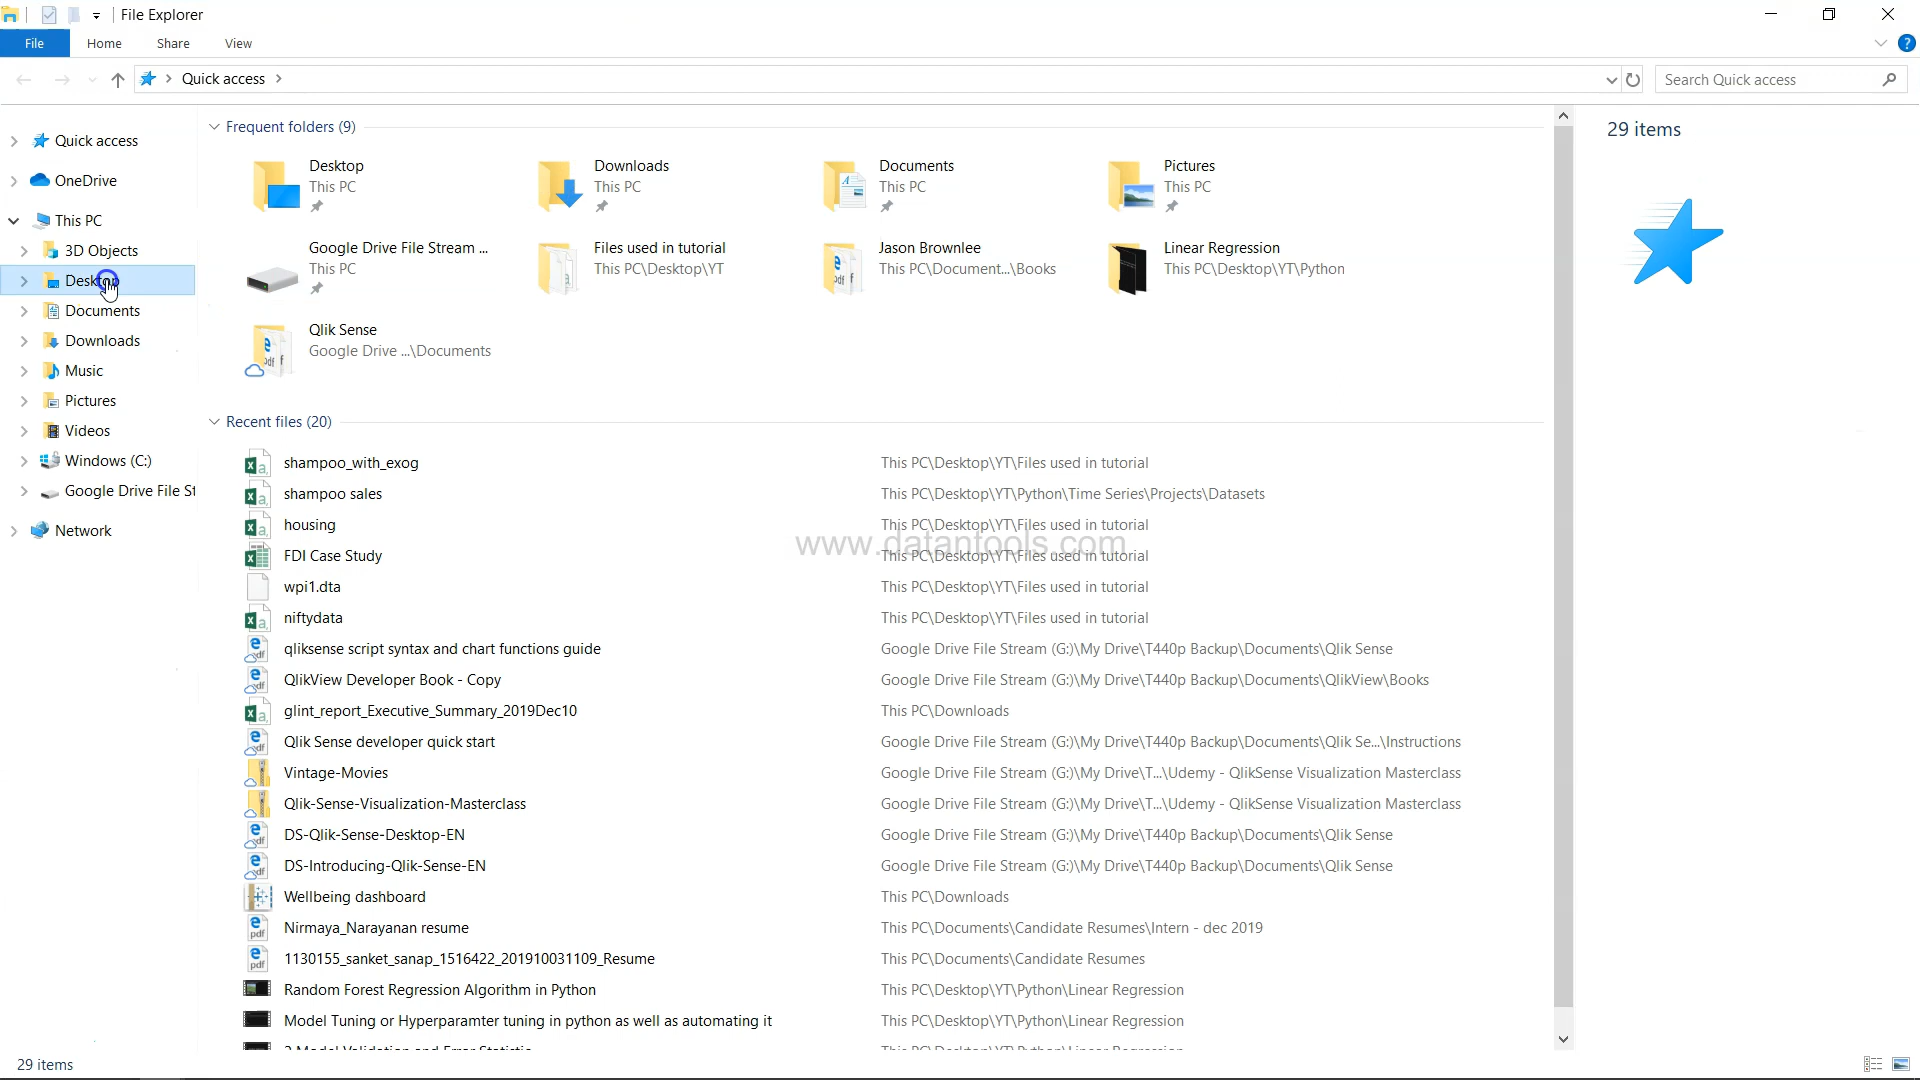 File Explorer
File Home Share View
Quick access
Search Quick access
Quick access
OneDrive
This PC
3D Objects
Desktop
Documents
Downloads
Music
Pictures
Videos
Windows (C:)
Google Drive File St
Network
Frequent folders (9)
Desktop
This PC
Downloads
This PC
Documents
This PC
Pictures
This PC
Google Drive File Stream ...
This PC
Files used in tutorial
This PC\Desktop\YT
Jason Brownlee
This PC\Document...\Books
Linear Regression
This PC\Desktop\YT\Python
Qlik Sense
Google Drive ...\Documents
Recent files (20)
shampoo_with_exog This PC\Desktop\YT\Files used in tutorial
shampoo sales This PC\Desktop\YT\Python\Time Series\Projects\Datasets
housing This PC\Desktop\YT\Files used in tutorial
www.datantools.com
FDI Case Study This PC\Desktop\YT\Files used in tutorial
wpi1.dta This PC\Desktop\YT\Files used in tutorial
niftydata This PC\Desktop\YT\Files used in tutorial
qliksense script syntax and chart functions guide Google Drive File Stream (G:)\My Drive\T440p Backup\Documents\Qlik Sense
QlikView Developer Book - Copy Google Drive File Stream (G:)\My Drive\T440p Backup\Documents\QlikView\Books
glint_report_Executive_Summary_2019Dec10 This PC\Downloads
Qlik Sense developer quick start Google Drive File Stream (G:)\My Drive\T440p Backup\Documents\Qlik Se...\Instructions
Vintage-Movies Google Drive File Stream (G:)\My Drive\T...\Udemy - QlikSense Visualization Masterclass
Qlik-Sense-Visualization-Masterclass Google Drive File Stream (G:)\My Drive\T...\Udemy - QlikSense Visualization Masterclass
DS-Qlik-Sense-Desktop-EN Google Drive File Stream (G:)\My Drive\T440p Backup\Documents\Qlik Sense
DS-Introducing-Qlik-Sense-EN Google Drive File Stream (G:)\My Drive\T440p Backup\Documents\Qlik Sense
Wellbeing dashboard This PC\Downloads
Nirmaya_Narayanan resume This PC\Documents\Candidate Resumes\Intern - dec 2019
1130155_sanket_sanap_1516422_201910031109_Resume This PC\Documents\Candidate Resumes
Random Forest Regression Algorithm in Python This PC\Desktop\YT\Python\Linear Regression
Model Tuning or Hyperparamter tuning in python as well as automating it This PC\Desktop\YT\Python\Linear Regression
29 items
29 items